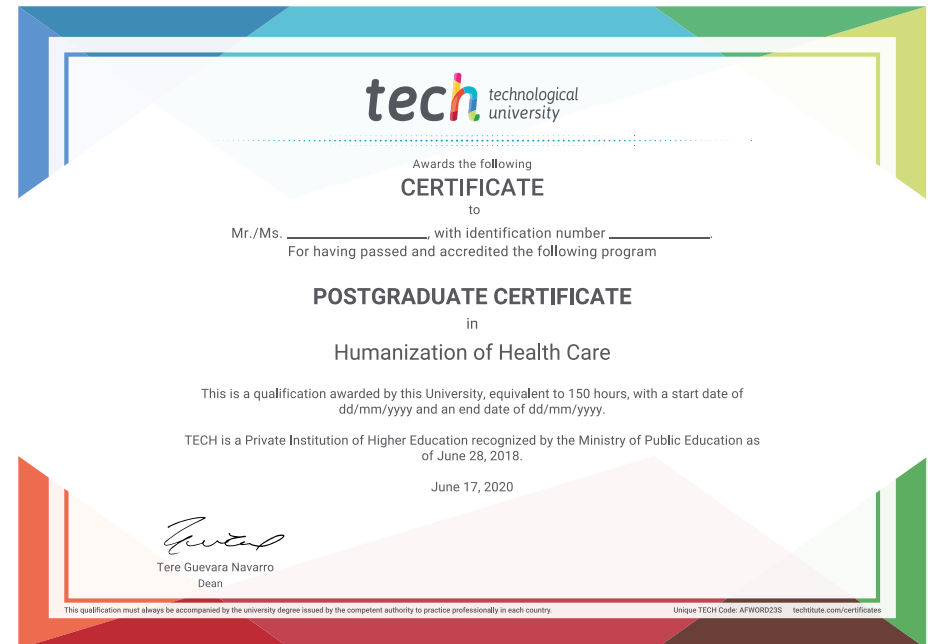 tech technological
university
Awards the following
CERTIFICATE
to
Mr./Ms. ____________________, with identification number ______________.
For having passed and accredited the following program
POSTGRADUATE CERTIFICATE
in
Humanization of Health Care
This is a qualification awarded by this University, equivalent to 150 hours, with a start date of
dd/mm/yyyy and an end date of dd/mm/yyyy.
TECH is a Private Institution of Higher Education recognized by the Ministry of Public Education as
of June 28, 2018.
June 17, 2020
Tere Guevara Navarro
Dean
This qualification must always be accompanied by the university degree issued by the competent authority to practice professionally in each country.
Unique TECH Code: AFWORD23S techtitute.com/certificates